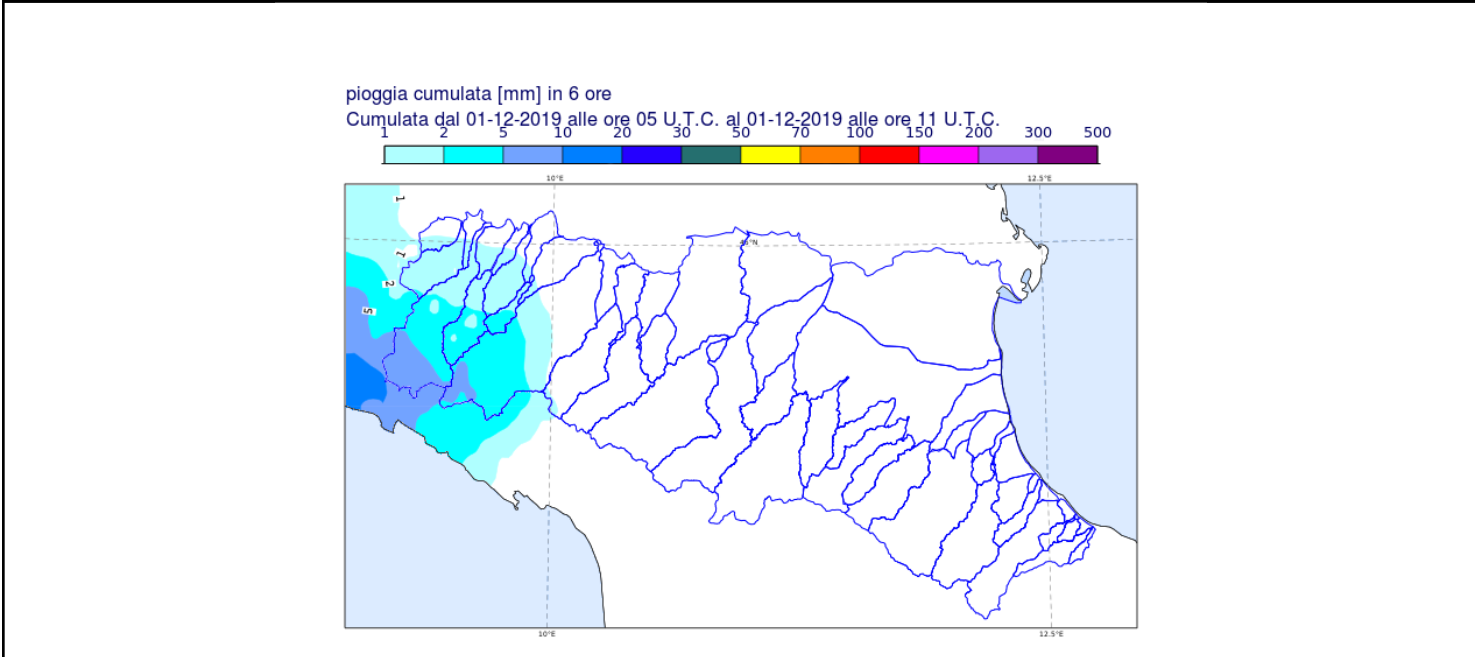 pioggia cumulata [mm] in 6 ore
Cumulata dal 01-12-2019 alle ore 05 U.T.C. al 01-12-2019 alle ore 11 U.T.C.
1 2 5 10 20 30 50 70 100 150 200 300 500
10°E 12.5°E
1
45°N
1
2
5
10°E 12.5°E